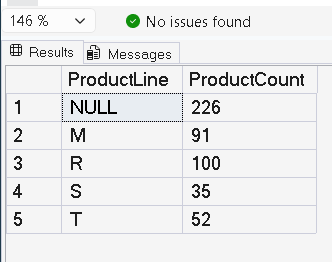 146 % No issues found
Results Messages
ProductLine ProductCount
1 NULL 226
2 M 91
3 R 100
4 S 35
5 T 52